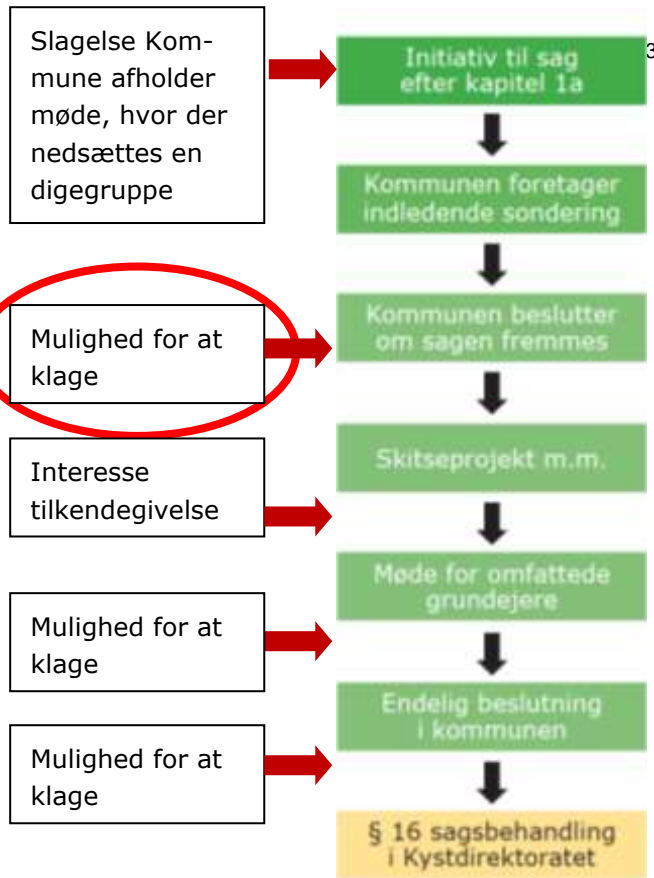 Slagelse Kom-
mune afholder
møde, hvor der
nedsættes en
digegruppe
Initiativ til sag
efter kapitel 1a
3
Kommunen foretager
indledende sondering
Mulighed for at
klage
Kommunen beslutter
om sagen fremmes
Interesse
tilkendegivelse
Skitseprojekt m.m.
Møde for omfattede
grundejere
Mulighed for at
klage
Endelig beslutning
i kommunen
Mulighed for at
klage
§ 16 sagsbehandling
i Kystdirektoratet